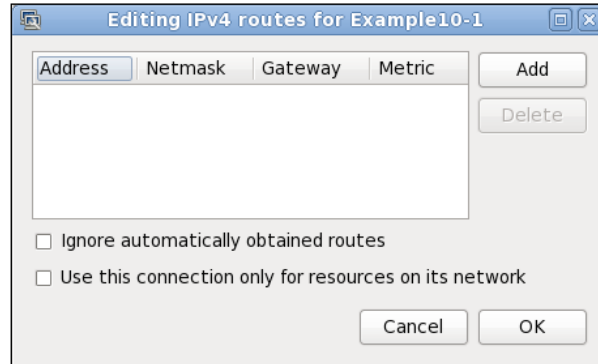 Editing IPv4 routes for Example10-1
Address Netmask Gateway Metric
Add
Delete
Ignore automatically obtained routes
Use this connection only for resources on its network
Cancel OK